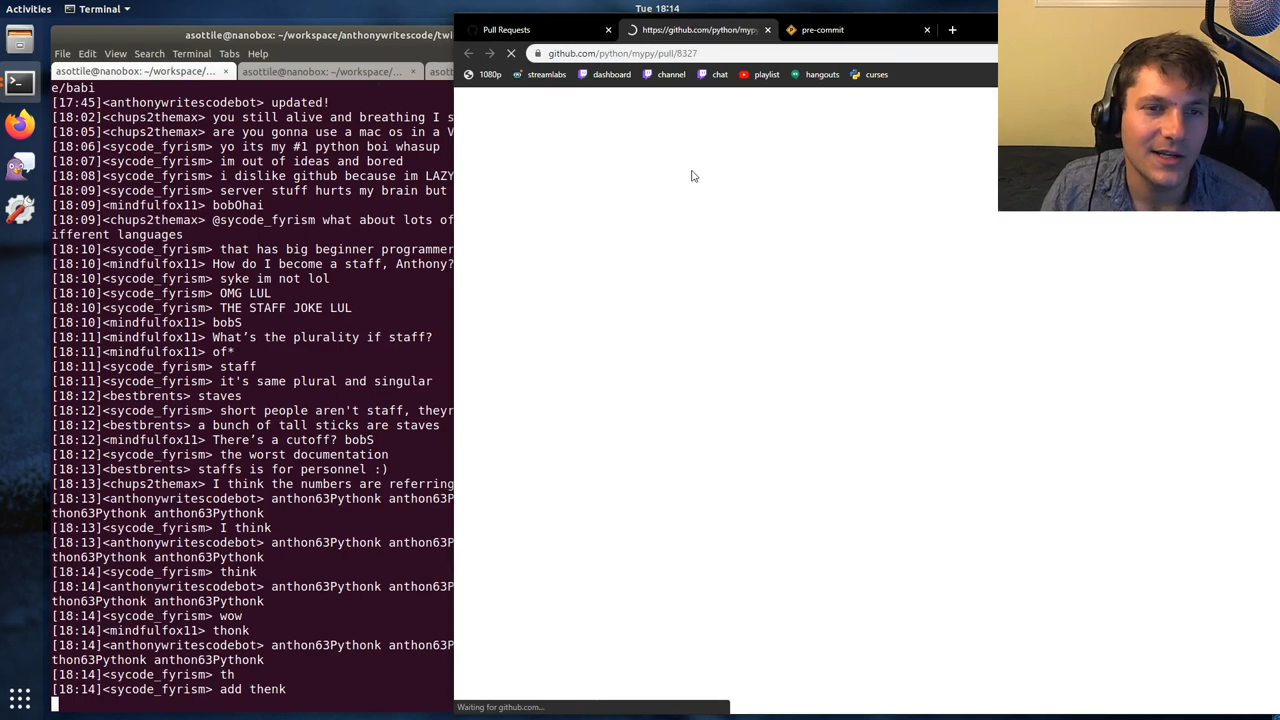 Activities
Terminal
Tue 18:14
asottile@nanobox: ~/workspace/anthonywritescode/twi
File Edit View Search Terminal Tabs Help
asottile@nanobox: ~/workspace/... ×
asottile@nanobox: ~/workspace/... ×
e/babi
[17:45]<anthonywritescodebot> updated!
[18:02]<chups2themax> you still alive and breathing I s
[18:05]<chups2themax> are you gonna use a mac os in a V
[18:06]<sycode_fyrism> yo its my #1 python boi whasup
[18:07]<sycode_fyrism> im out of ideas and bored
[18:08]<sycode_fyrism> i dislike github because im LAZY
[18:09]<sycode_fyrism> server stuff hurts my brain but
[18:09]<mindfulfox11> bobOhai
[18:09]<chups2themax> @sycode_fyrism what about lots of
ifferent languages
[18:10]<sycode_fyrism> that has big beginner programmer
[18:10]<mindfulfox11> How do I become a staff, Anthony?
[18:10]<sycode_fyrism> syke im not lol
[18:10]<sycode_fyrism> OMG LUL
[18:10]<sycode_fyrism> THE STAFF JOKE LUL
[18:10]<mindfulfox11> bobS
[18:11]<mindfulfox11> What’s the plurality if staff?
[18:11]<mindfulfox11> of*
[18:11]<sycode_fyrism> staff
[18:11]<sycode_fyrism> it's same plural and singular
[18:12]<bestbrents> staves
[18:12]<sycode_fyrism> short people aren't staff, theyr
[18:12]<bestbrents> a bunch of tall sticks are staves
[18:12]<mindfulfox11> There’s a cutoff? bobS
[18:12]<sycode_fyrism> the worst documentation
[18:13]<bestbrents> staffs is for personnel :)
[18:13]<chups2themax> I think the numbers are referring
[18:13]<anthonywritescodebot> anthon63Pythonk anthon63P
thon63Pythonk anthon63Pythonk
[18:13]<sycode_fyrism> I think
[18:13]<anthonywritescodebot> anthon63Pythonk anthon63P
thon63Pythonk anthon63Pythonk
[18:14]<sycode_fyrism> think
[18:14]<anthonywritescodebot> anthon63Pythonk anthon63P
thon63Pythonk anthon63Pythonk
[18:14]<sycode_fyrism> wow
[18:14]<mindfulfox11> thonk
[18:14]<anthonywritescodebot> anthon63Pythonk anthon63P
thon63Pythonk anthon63Pythonk
[18:14]<sycode_fyrism> th
[18:14]<sycode_fyrism> add thenk
Pull Requests
https://github.com/python/myp
pre-commit
github.com/python/mypy/pull/8327
1080p
streamlabs
dashboard
channel
chat
playlist
hangouts
curses
Waiting for github.com...